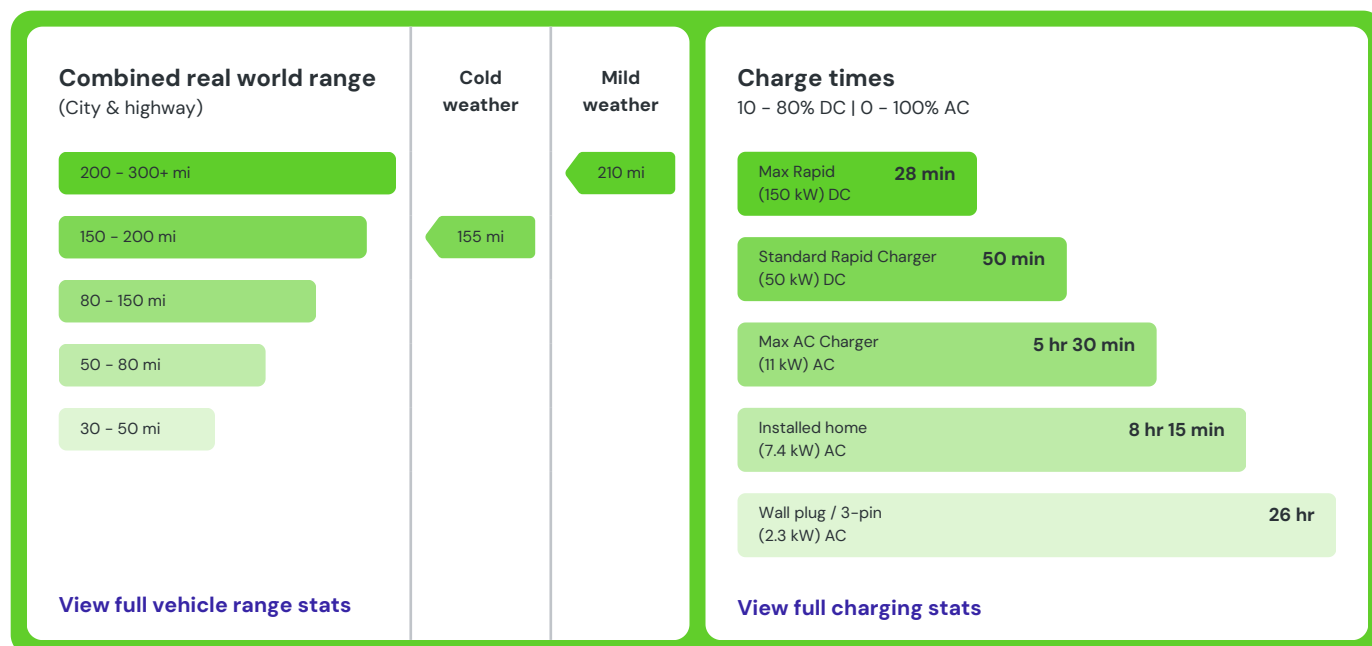 Combined real world range
(City & highway)
Cold
weather
Mild
weather
200 - 300+ mi
210 mi
150 - 200 mi
155 mi
80 - 150 mi
50 - 80 mi
30 - 50 mi
View full vehicle range stats
Charge times
10 - 80% DC | 0 - 100% AC
Max Rapid
(150 kW) DC
28 min
Standard Rapid Charger
(50 kW) DC
50 min
Max AC Charger
(11 kW) AC
5 hr 30 min
Installed home
(7.4 kW) AC
8 hr 15 min
Wall plug / 3-pin
(2.3 kW) AC
26 hr
View full charging stats